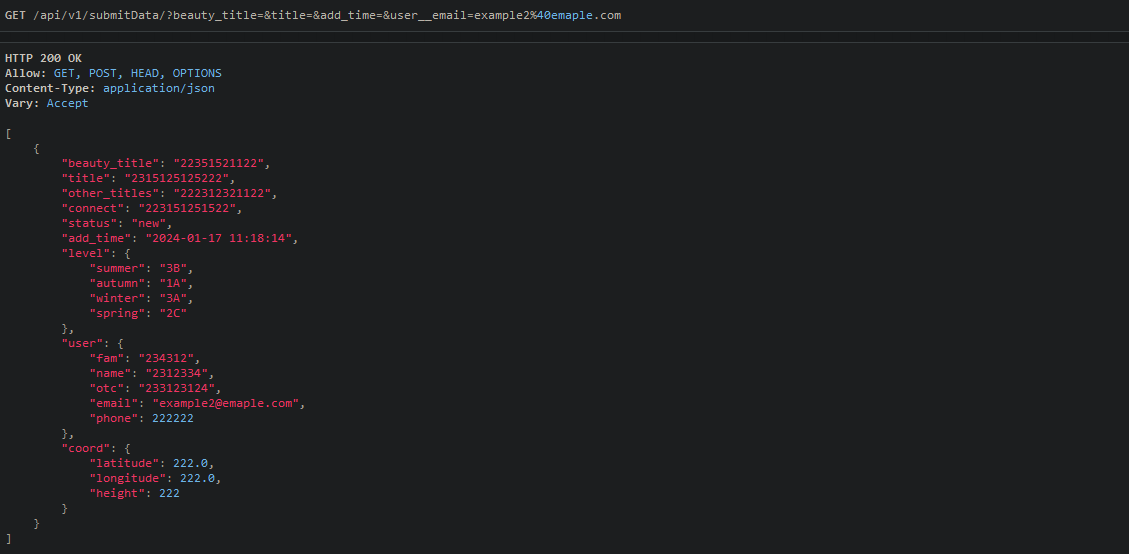 GET /api/v1/submitData/?beauty_title=&title=&add_time=&user__email=example2%40emaple.com
HTTP 200 OK
Allow: GET, POST, HEAD, OPTIONS
Content-Type: application/json
Vary: Accept
[
    {
        "beauty_title": "22351521122",
        "title": "2315125125222",
        "other_titles": "222312321122",
        "connect": "223151251522",
        "status": "new",
        "add_time": "2024-01-17 11:18:14",
        "level": {
            "summer": "3B",
            "autumn": "1A",
            "winter": "3A",
            "spring": "2C"
        },
        "user": {
            "fam": "234312",
            "name": "2312334",
            "otc": "233123124",
            "email": "example2@emaple.com",
            "phone": 222222
        },
        "coord": {
            "latitude": 222.0,
            "longitude": 222.0,
            "height": 222
        }
    }
]